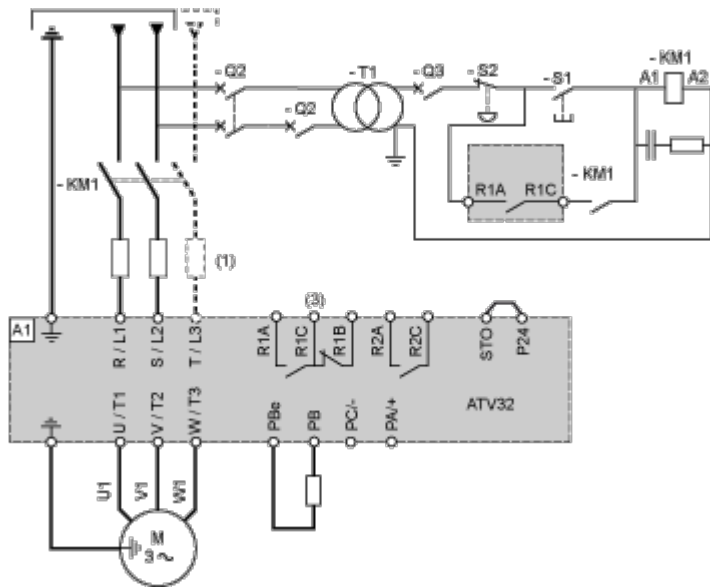 - Q2
- T1
- Q3
- S2
- S1
- KM1
A1
A2
- Q2
- KM1
R1A
R1C
- KM1
(1)
(3)
A1
R / L1
S / L2
T / L3
R1A
R1C
R1B
R2A
R2C
STO
P24
ATV32
U / T1
V / T2
W / T3
PBe
PB
PC/-
PA/+
U1
V1
W1
M
3 ~